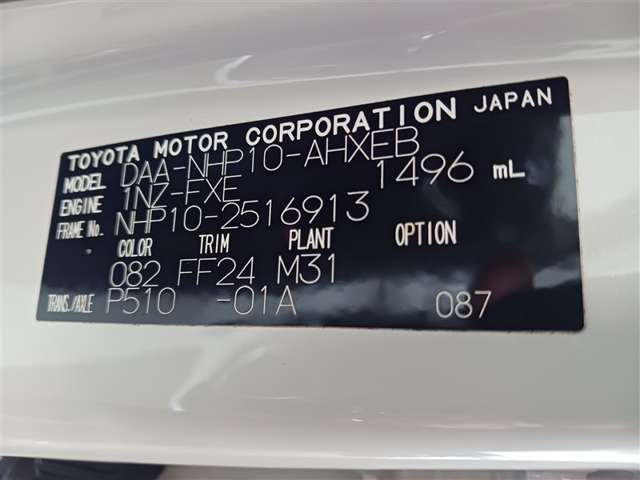 TOYOTA MOTOR CORPORATION JAPAN
MODEL DAA-NHP10-AHXEB
ENGINE 1NZ-FXE 1496 mL
FRAME No. NHP10-2516913
COLOR TRIM PLANT OPTION
082 FF24 M31
TRANS./AXLE P510 -01A 087